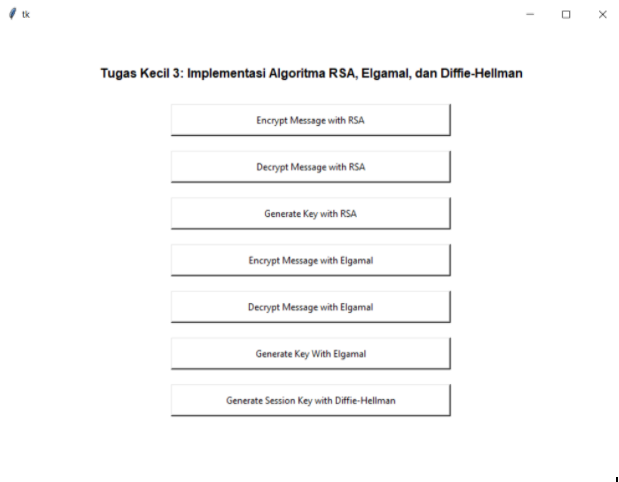 tk
Tugas Kecil 3: Implementasi Algoritma RSA, Elgamal, dan Diffie-Hellman
Encrypt Message with RSA
Decrypt Message with RSA
Generate Key with RSA
Encrypt Message with Elgamal
Decrypt Message with Elgamal
Generate Key With Elgamal
Generate Session Key with Diffie-Hellman